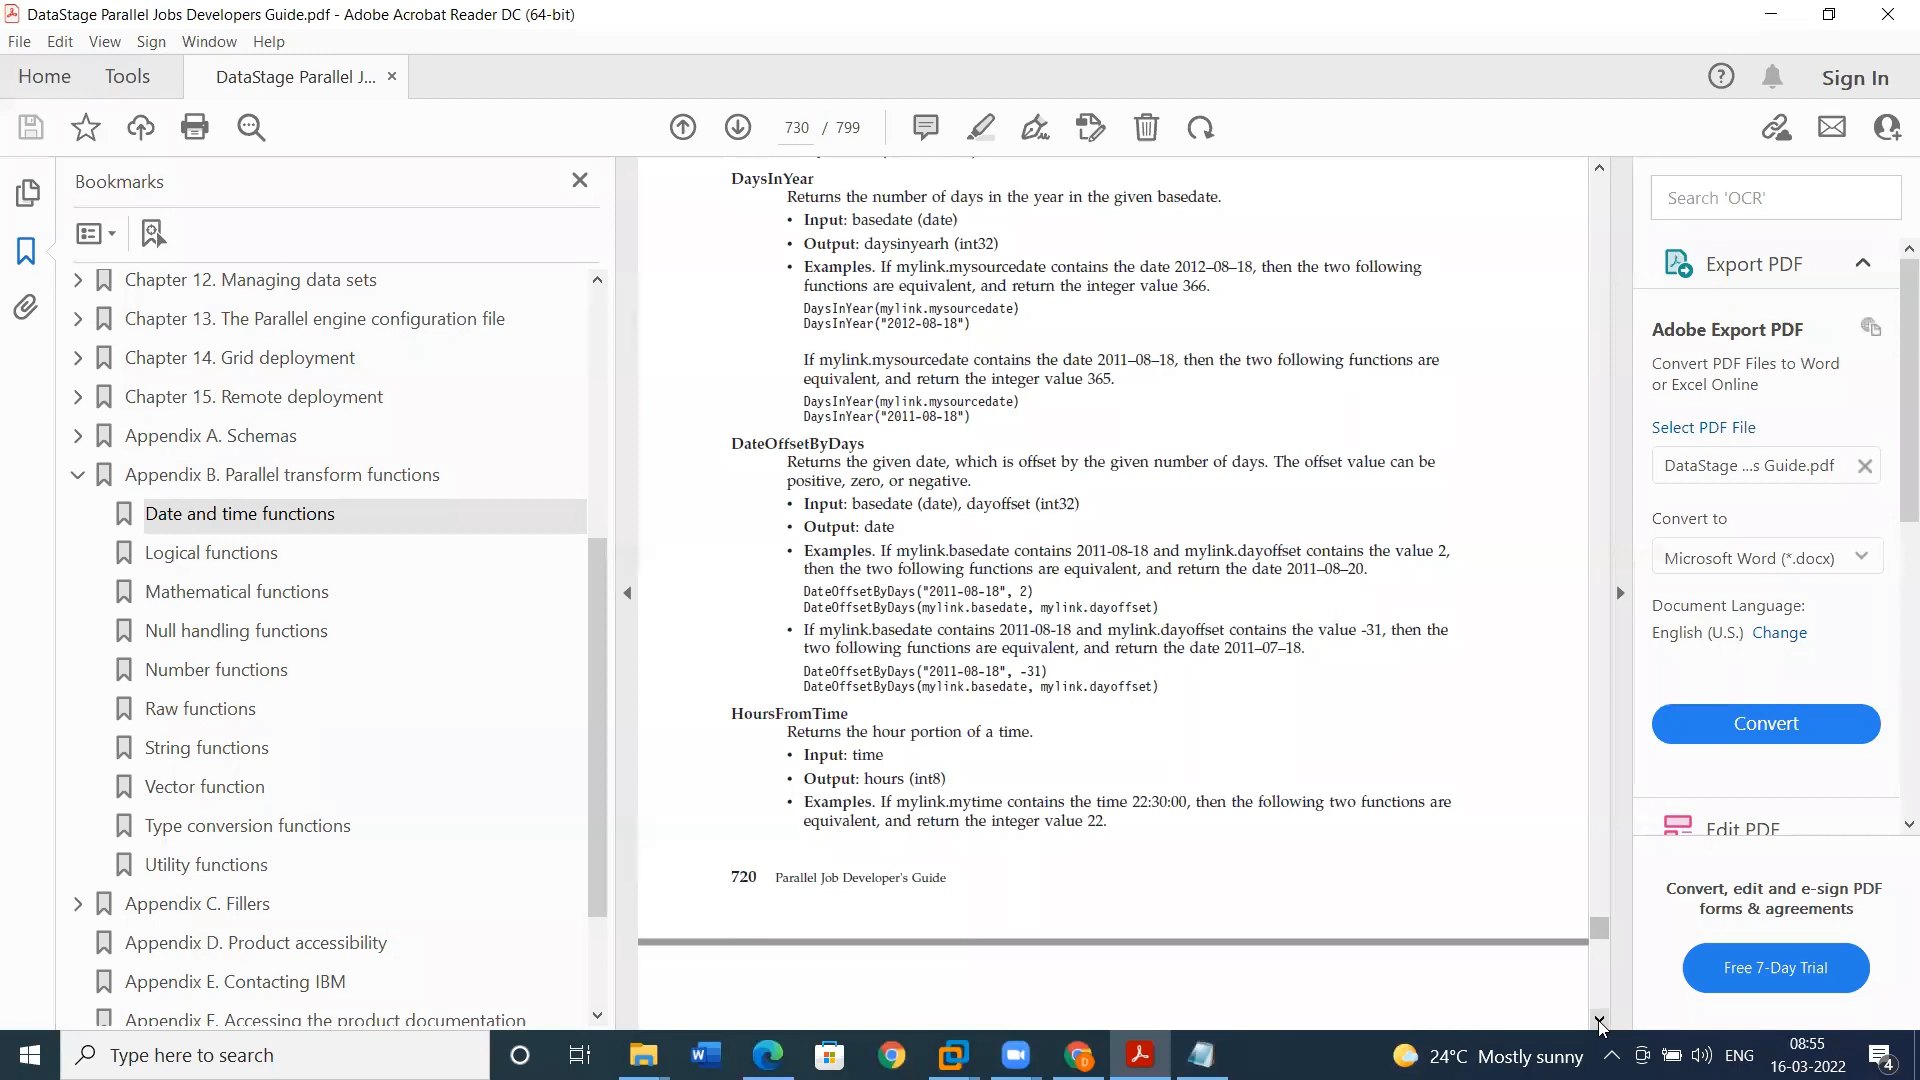 DataStage Parallel Jobs Developers Guide.pdf - Adobe Acrobat Reader DC (64-bit)
File Edit View Sign Window Help
Home Tools DataStage Parallel J... Sign In
730 / 799
Bookmarks
Chapter 12. Managing data sets
Chapter 13. The Parallel engine configuration file
Chapter 14. Grid deployment
Chapter 15. Remote deployment
Appendix A. Schemas
Appendix B. Parallel transform functions
Date and time functions
Logical functions
Mathematical functions
Null handling functions
Number functions
Raw functions
String functions
Vector function
Type conversion functions
Utility functions
Appendix C. Fillers
Appendix D. Product accessibility
Appendix E. Contacting IBM
Appendix F. Accessing the product documentation
DaysInYear
Returns the number of days in the year in the given basedate.
• Input: basedate (date)
• Output: daysinyearh (int32)
• Examples. If mylink.mysourcedate contains the date 2012–08–18, then the two following
functions are equivalent, and return the integer value 366.
DaysInYear(mylink.mysourcedate)
DaysInYear("2012-08-18")
If mylink.mysourcedate contains the date 2011–08–18, then the two following functions are
equivalent, and return the integer value 365.
DaysInYear(mylink.mysourcedate)
DaysInYear("2011-08-18")
DateOffsetByDays
Returns the given date, which is offset by the given number of days. The offset value can be
positive, zero, or negative.
• Input: basedate (date), dayoffset (int32)
• Output: date
• Examples. If mylink.basedate contains 2011-08-18 and mylink.dayoffset contains the value 2,
then the two following functions are equivalent, and return the date 2011–08–20.
DateOffsetByDays("2011-08-18", 2)
DateOffsetByDays(mylink.basedate, mylink.dayoffset)
• If mylink.basedate contains 2011-08-18 and mylink.dayoffset contains the value -31, then the
two following functions are equivalent, and return the date 2011–07–18.
DateOffsetByDays("2011-08-18", -31)
DateOffsetByDays(mylink.basedate, mylink.dayoffset)
HoursFromTime
Returns the hour portion of a time.
• Input: time
• Output: hours (int8)
• Examples. If mylink.mytime contains the time 22:30:00, then the following two functions are
equivalent, and return the integer value 22.
720 Parallel Job Developer's Guide
Search 'OCR'
Export PDF
Adobe Export PDF
Convert PDF Files to Word
or Excel Online
Select PDF File
DataStage ...s Guide.pdf
Convert to
Microsoft Word (*.docx)
Document Language:
English (U.S.) Change
Convert
Edit PDF
Convert, edit and e-sign PDF
forms & agreements
Free 7-Day Trial
Type here to search
24°C Mostly sunny
ENG
08:55
16-03-2022
4